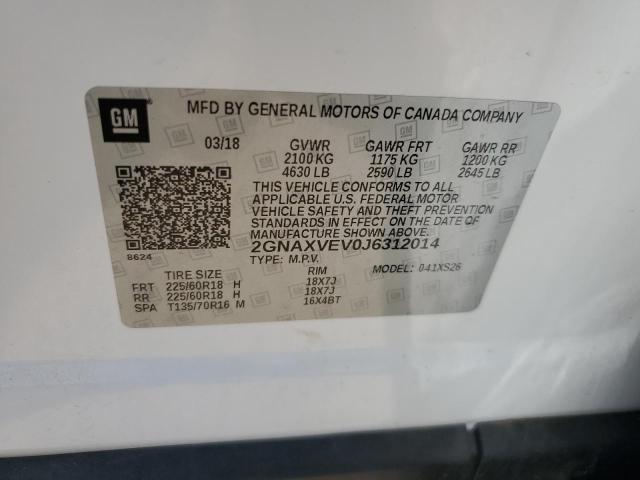 GM
MFD BY GENERAL MOTORS OF CANADA COMPANY
03/18 GVWR GAWR FRT GAWR RR
2100 KG 1175 KG 1200 KG
4630 LB 2590 LB 2645 LB
THIS VEHICLE CONFORMS TO ALL
APPLICABLE U.S. FEDERAL MOTOR
VEHICLE SAFETY AND THEFT PREVENTION
STANDARDS IN EFFECT ON THE DATE OF
MANUFACTURE SHOWN ABOVE.
2GNAXVEV0J6312014
8624
TYPE: M.P.V. MODEL: 041XS26
TIRE SIZE RIM
FRT 225/60R18 H 18X7J
RR 225/60R18 H 18X7J
SPA T135/70R16 M 16X4BT